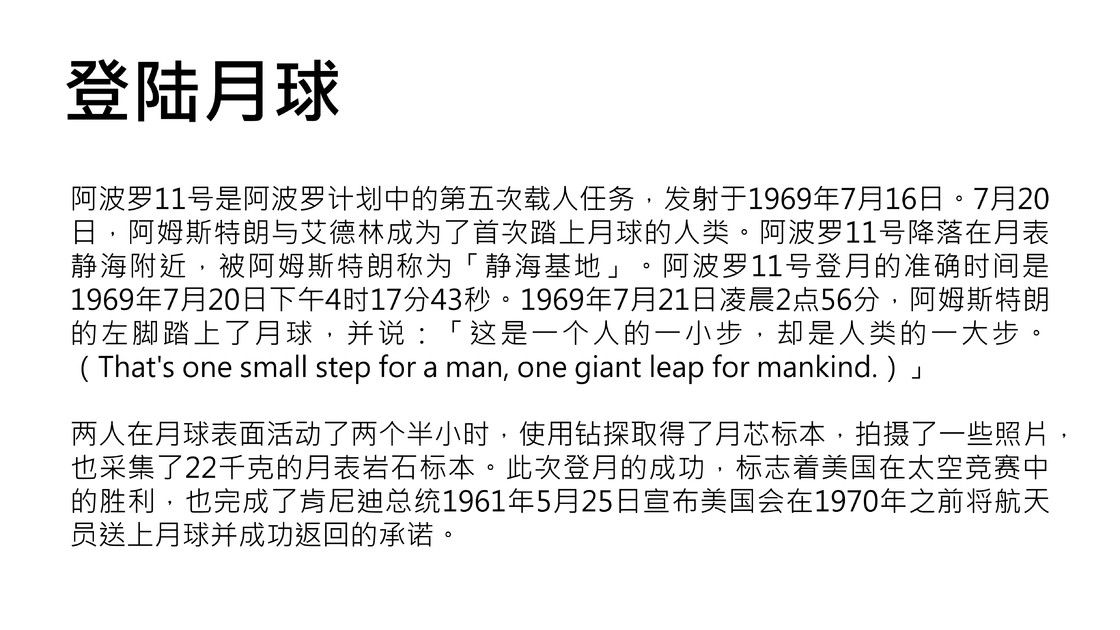 登陆月球
阿波罗11号是阿波罗计划中的第五次载人任务，发射于1969年7月16日。7月20
日，阿姆斯特朗与艾德林成为了首次踏上月球的人类。阿波罗11号降落在月表
静海附近，被阿姆斯特朗称为「静海基地」。阿波罗11号登月的准确时间是
1969年7月20日下午4时17分43秒。1969年7月21日凌晨2点56分，阿姆斯特朗
的左脚踏上了月球，并说：「这是一个人的一小步，却是人类的一大步。
（That's one small step for a man, one giant leap for mankind.）」
两人在月球表面活动了两个半小时，使用钻探取得了月芯标本，拍摄了一些照片，
也采集了22千克的月表岩石标本。此次登月的成功，标志着美国在太空竞赛中
的胜利，也完成了肯尼迪总统1961年5月25日宣布美国会在1970年之前将航天
员送上月球并成功返回的承诺。